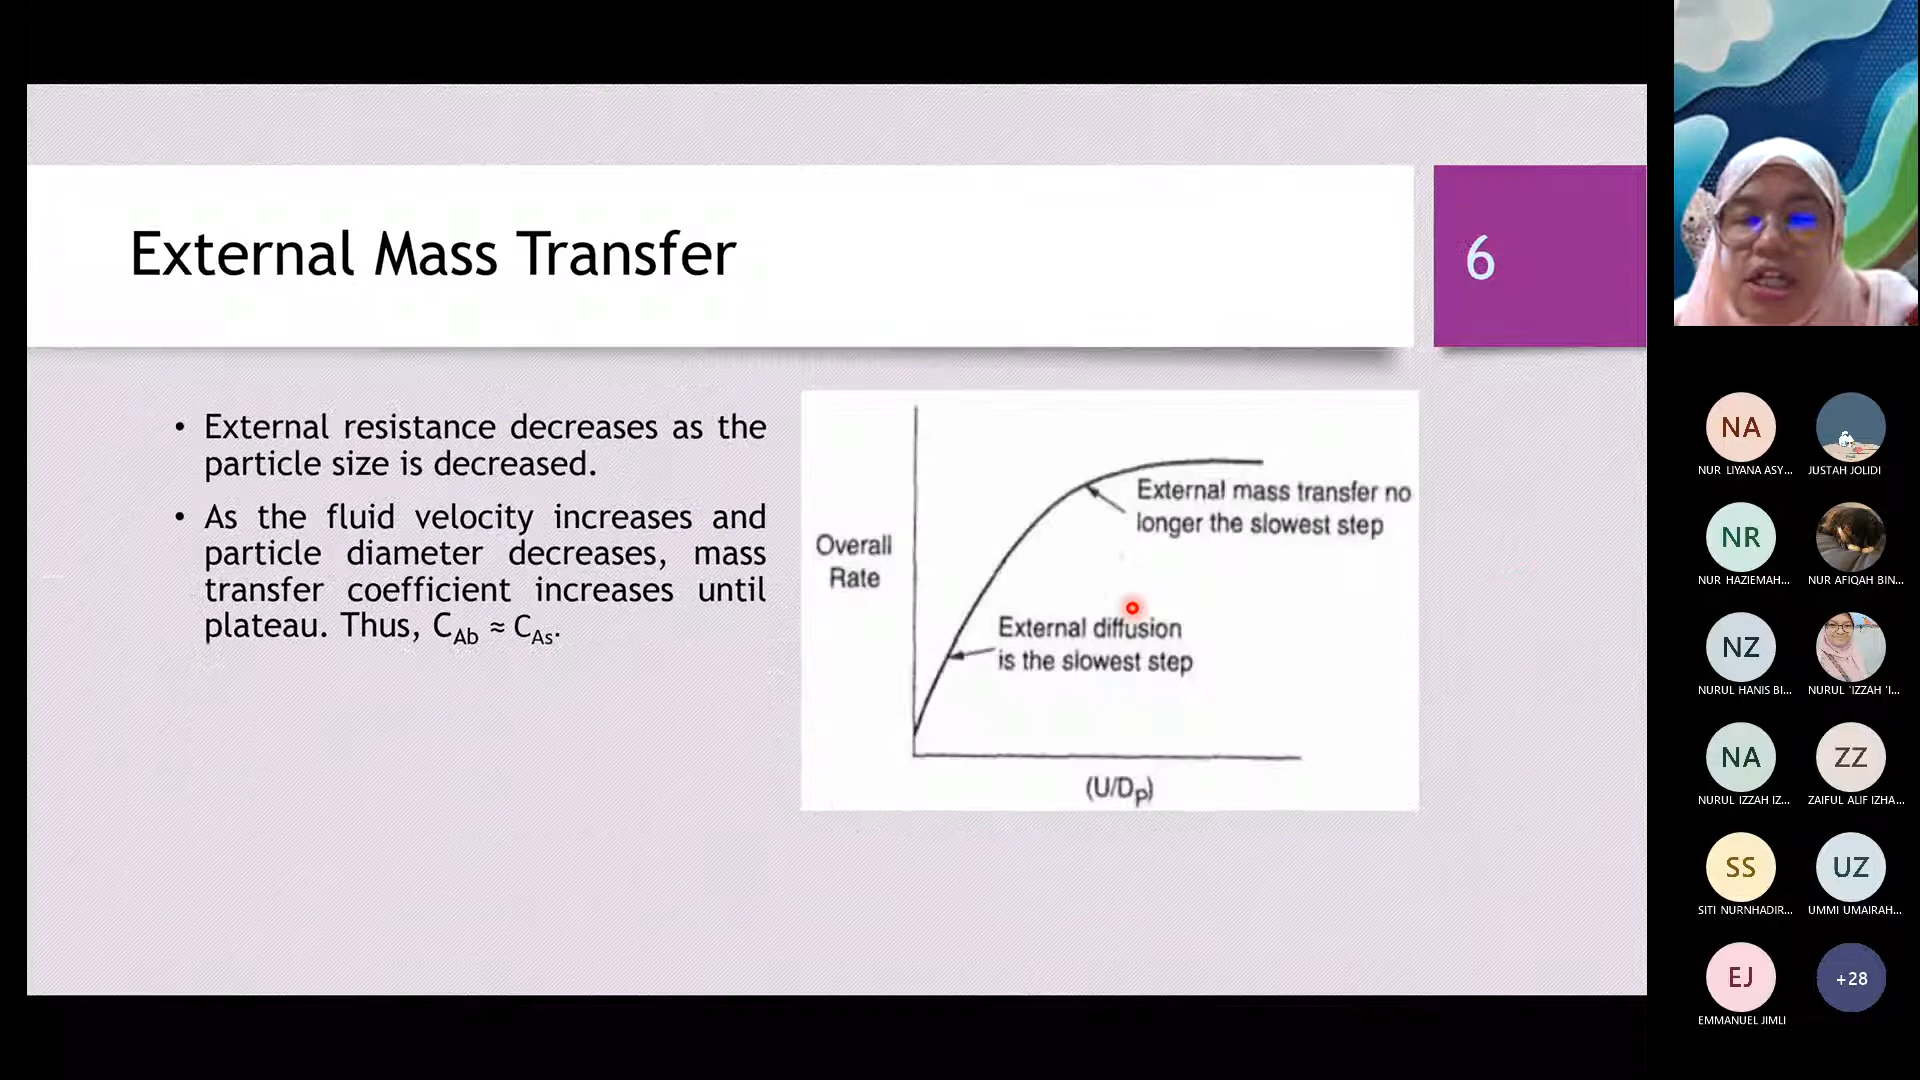 External Mass Transfer
6
• External resistance decreases as the
particle size is decreased.
• As the fluid velocity increases and
particle diameter decreases, mass
transfer coefficient increases until
plateau. Thus, C_Ab ≈ C_As.
Overall
Rate
External mass transfer no
longer the slowest step
External diffusion
is the slowest step
(U/Dp)
NA
NUR LIYANA ASY...
JUSTAH JOLIDI
NR
NUR HAZIEMAH...
NUR AFIQAH BIN...
NZ
NURUL HANIS BI...
NURUL 'IZZAH 'I...
NA
NURUL IZZAH IZ...
ZZ
ZAIFUL ALIF IZHA...
SS
SITI NURNHADIR...
UZ
UMMI UMAIRAH...
EJ
EMMANUEL JIMLI
+28